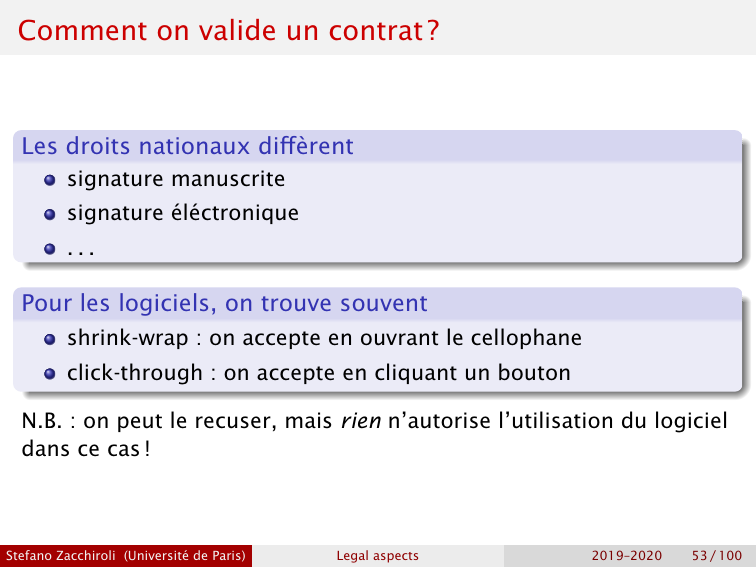 Comment on valide un contrat ?
Les droits nationaux diffèrent
signature manuscrite
signature éléctronique
. . .
Pour les logiciels, on trouve souvent
shrink-wrap : on accepte en ouvrant le cellophane
click-through : on accepte en cliquant un bouton
N.B. : on peut le recuser, mais rien n’autorise l’utilisation du logiciel
dans ce cas !
Stefano Zacchiroli (Université de Paris) Legal aspects 2019–2020 53 / 100